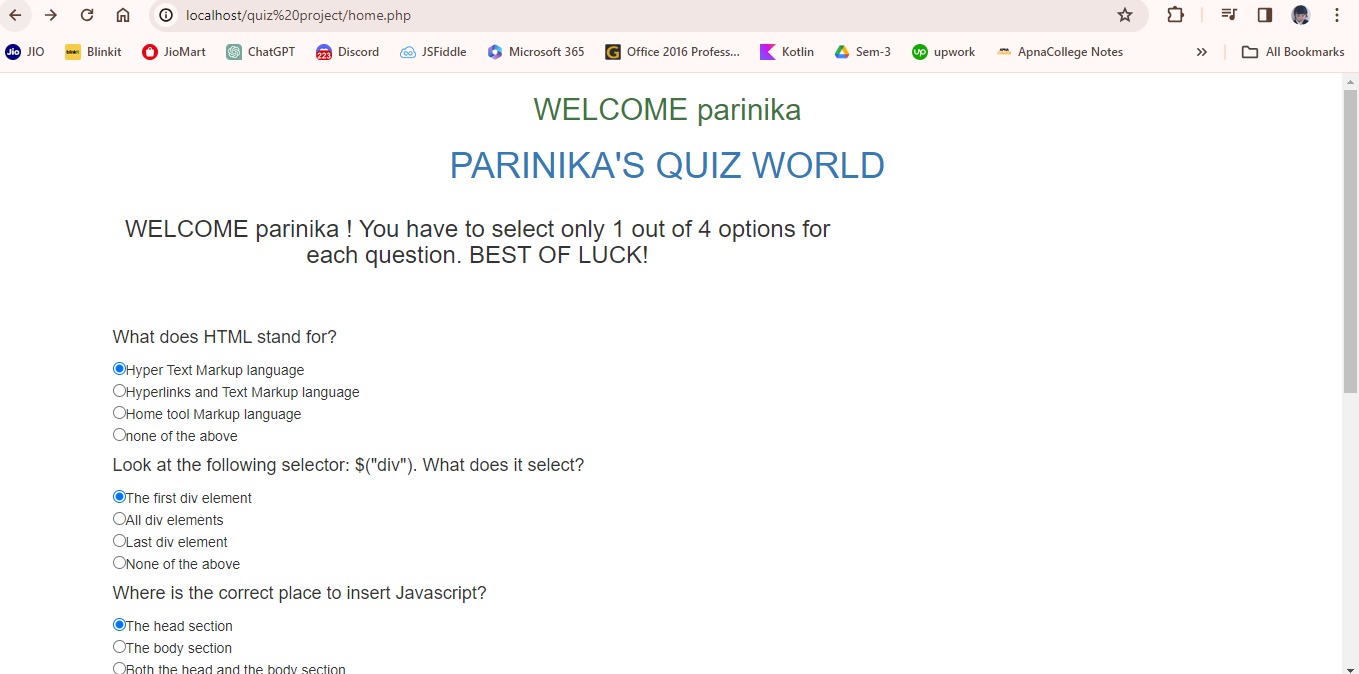 localhost/quiz%20project/home.php
JIO Blinkit JioMart ChatGPT Discord JSFiddle Microsoft 365 Office 2016 Profess... Kotlin Sem-3 upwork ApnaCollege Notes » All Bookmarks
WELCOME parinika
PARINIKA'S QUIZ WORLD
WELCOME parinika ! You have to select only 1 out of 4 options for
each question. BEST OF LUCK!
What does HTML stand for?
Hyper Text Markup language
Hyperlinks and Text Markup language
Home tool Markup language
none of the above
Look at the following selector: $("div"). What does it select?
The first div element
All div elements
Last div element
None of the above
Where is the correct place to insert Javascript?
The head section
The body section
Both the head and the body section